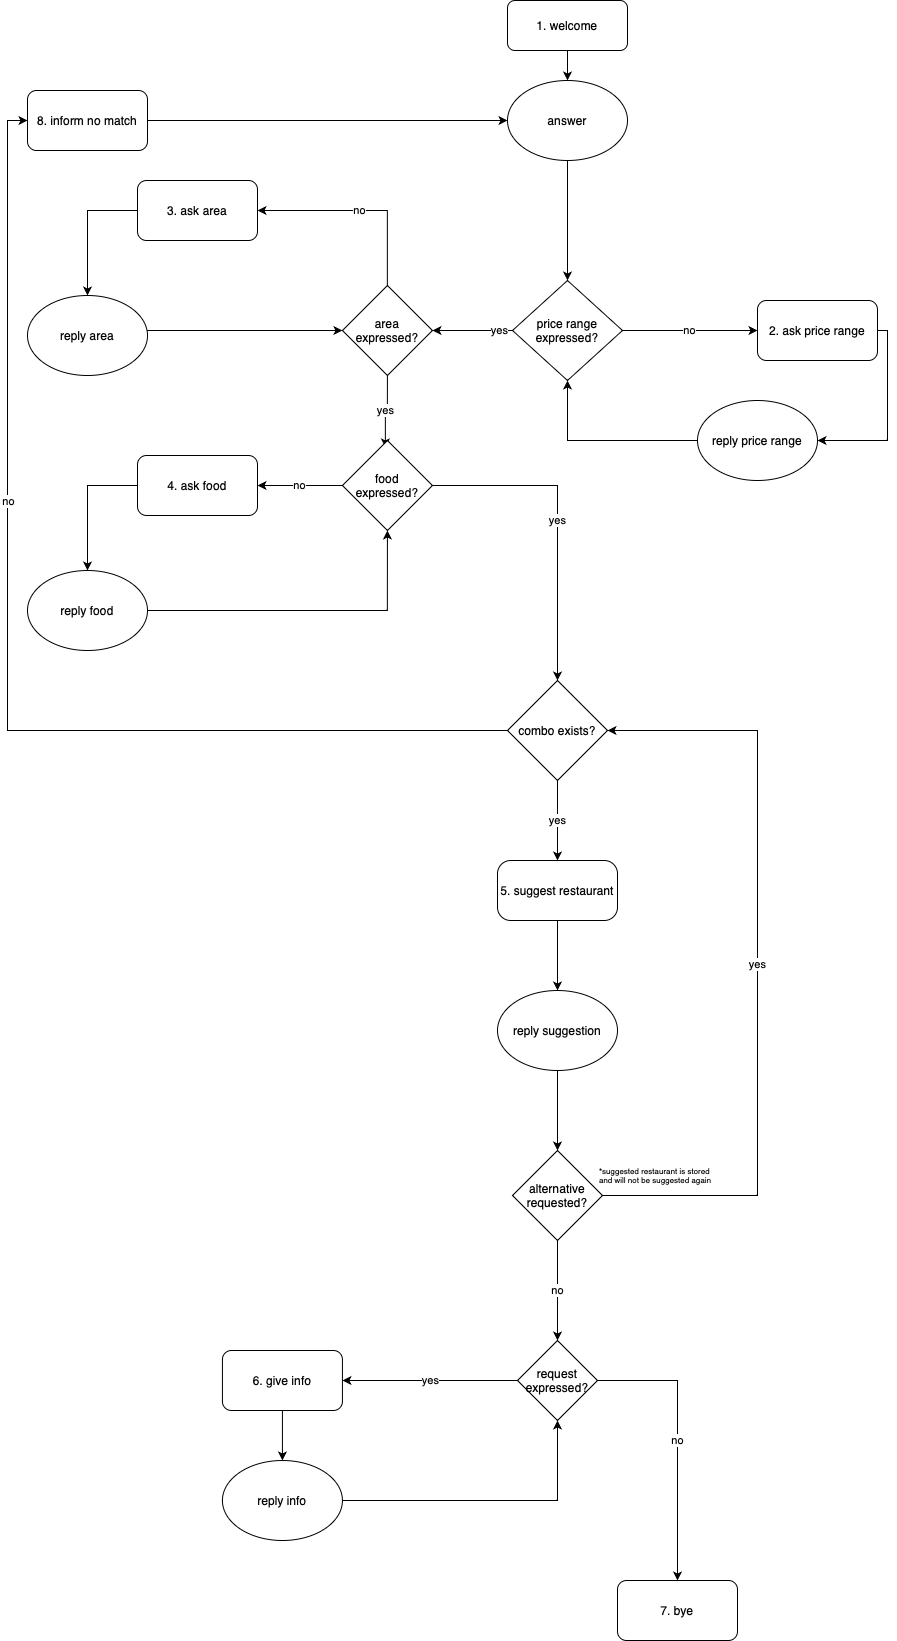 1. welcome
8. inform no match
answer
3. ask area
no
reply area
area
expressed?
yes
price range
expressed?
no
2. ask price range
reply price range
yes
4. ask food
no
food
expressed?
yes
no
reply food
combo exists?
yes
5. suggest restaurant
yes
reply suggestion
*suggested restaurant is stored
and will not be suggested again
alternative
requested?
no
6. give info
yes
request
expressed?
no
reply info
7. bye